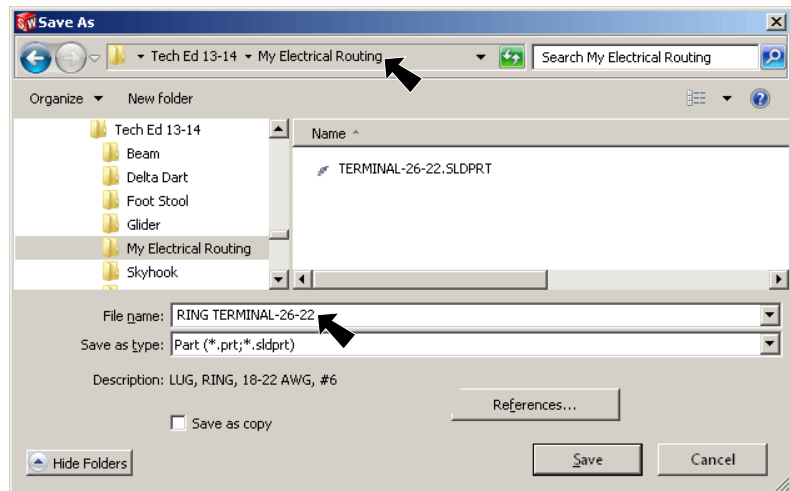 SW Save As
Tech Ed 13-14 My Electrical Routing
Search My Electrical Routing
Organize New folder
Tech Ed 13-14
Beam
Delta Dart
Foot Stool
Glider
My Electrical Routing
Skyhook
Name
TERMINAL-26-22.SLDPRT
File name: RING TERMINAL-26-22
Save as type: Part (*.prt;*.sldprt)
Description: LUG, RING, 18-22 AWG, #6
Save as copy
References...
Hide Folders
Save
Cancel